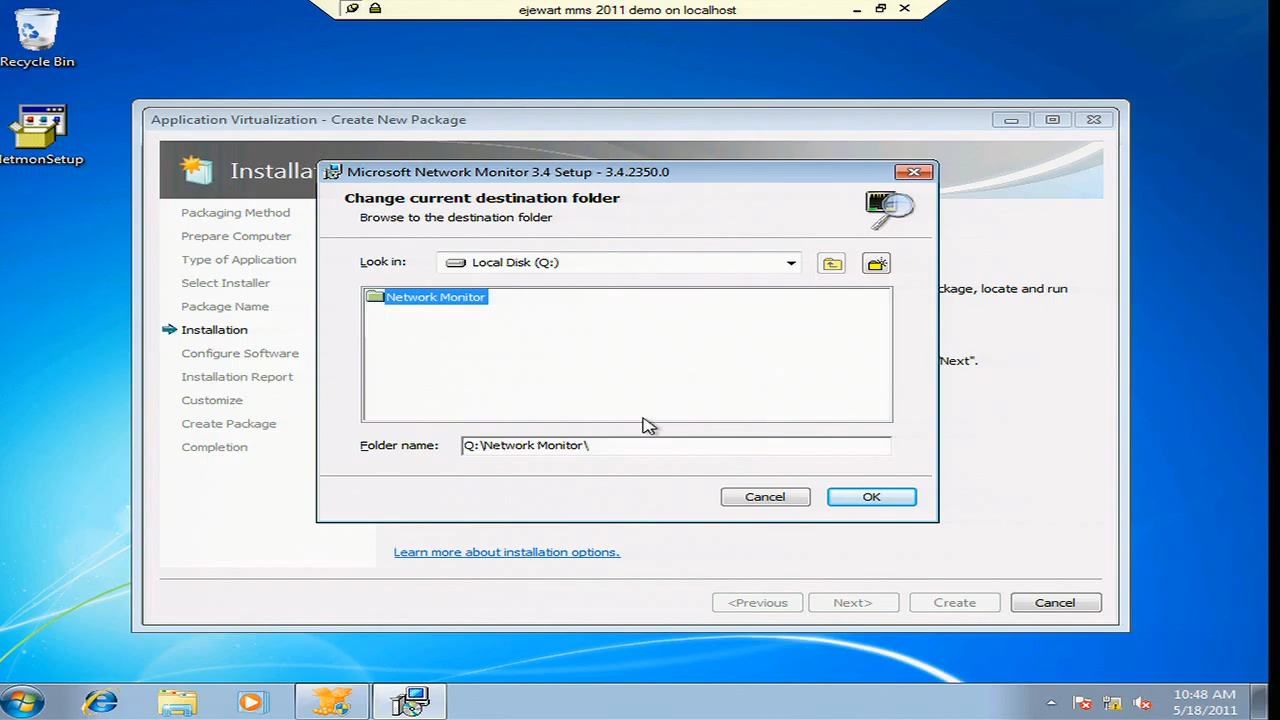 ejewart mms 2011 demo on localhost
Recycle Bin
etmonSetup
Application Virtualization - Create New Package
Installa
Packaging Method
Prepare Computer
Type of Application
Select Installer
Package Name
Installation
Configure Software
Installation Report
Customize
Create Package
Completion
Microsoft Network Monitor 3.4 Setup - 3.4.2350.0
Change current destination folder
Browse to the destination folder
Look in:
Local Disk (Q:)
Network Monitor
Folder name:
Q:\Network Monitor\
Cancel
OK
ckage, locate and run
Next".
Learn more about installation options.
<Previous
Next>
Create
Cancel
10:48 AM
5/18/2011